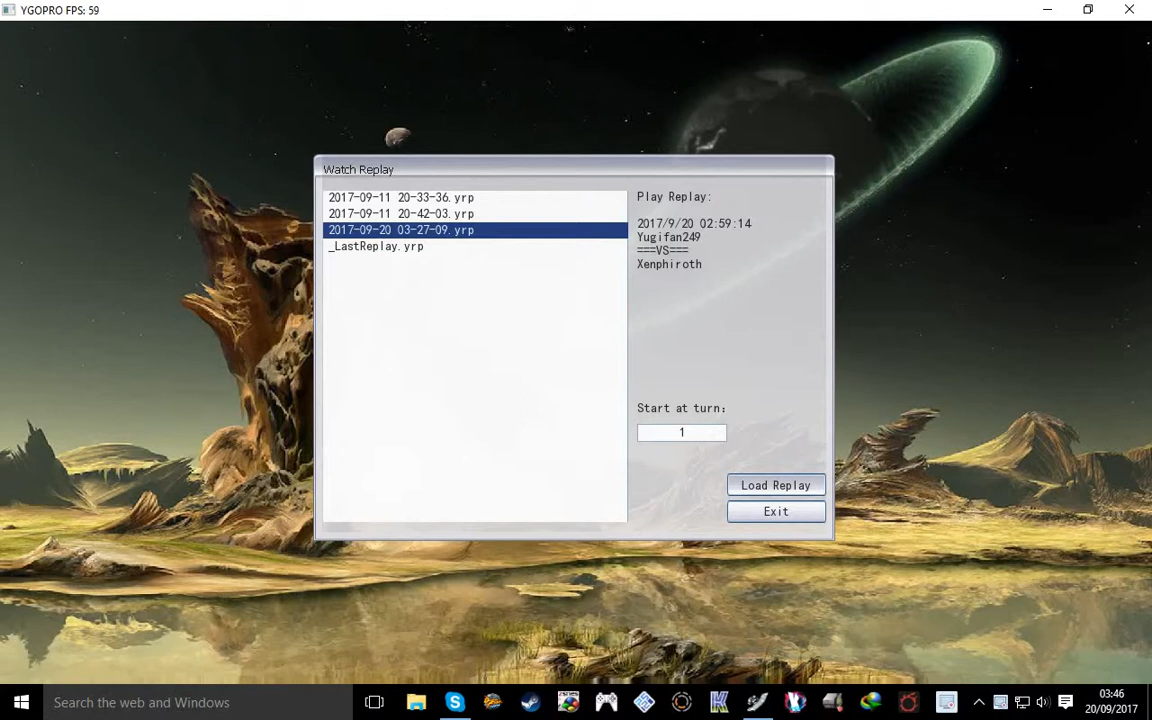 YGOPRO FPS: 59
Watch Replay
2017-09-11 20-33-36.yrp
2017-09-11 20-42-03.yrp
2017-09-20 03-27-09.yrp
_LastReplay.yrp
Play Replay:
2017/9/20 02:59:14
Yugifan249
===VS===
Xenphiroth
Start at turn:
1
Load Replay
Exit
Search the web and Windows
03:46
20/09/2017